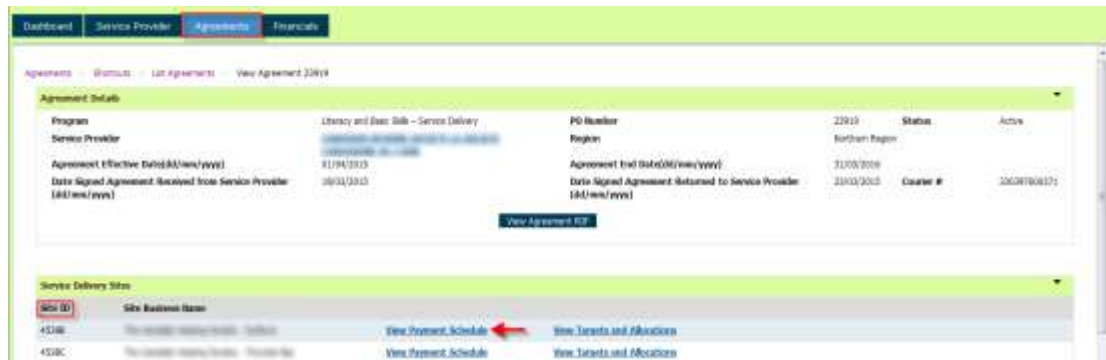 Dashboard Service Provider Agreements Financials
Agreements Shortcuts List Agreements View Agreement 22919
Agreement Details
Program Literacy and Basic Skills – Service Delivery PO Number 22919 Status Active
Service Provider Region Northern Region
Agreement Effective Date(dd/mm/yyyy) 01/04/2015 Agreement End Date(dd/mm/yyyy) 31/03/2016
Date Signed Agreement Received from Service Provider Date Signed Agreement Returned to Service Provider Courier #
(dd/mm/yyyy) (dd/mm/yyyy)
View Agreement PDF
Service Delivery Sites
Site ID Site Business Name
View Payment Schedule View Targets and Allocations
View Payment Schedule View Targets and Allocations